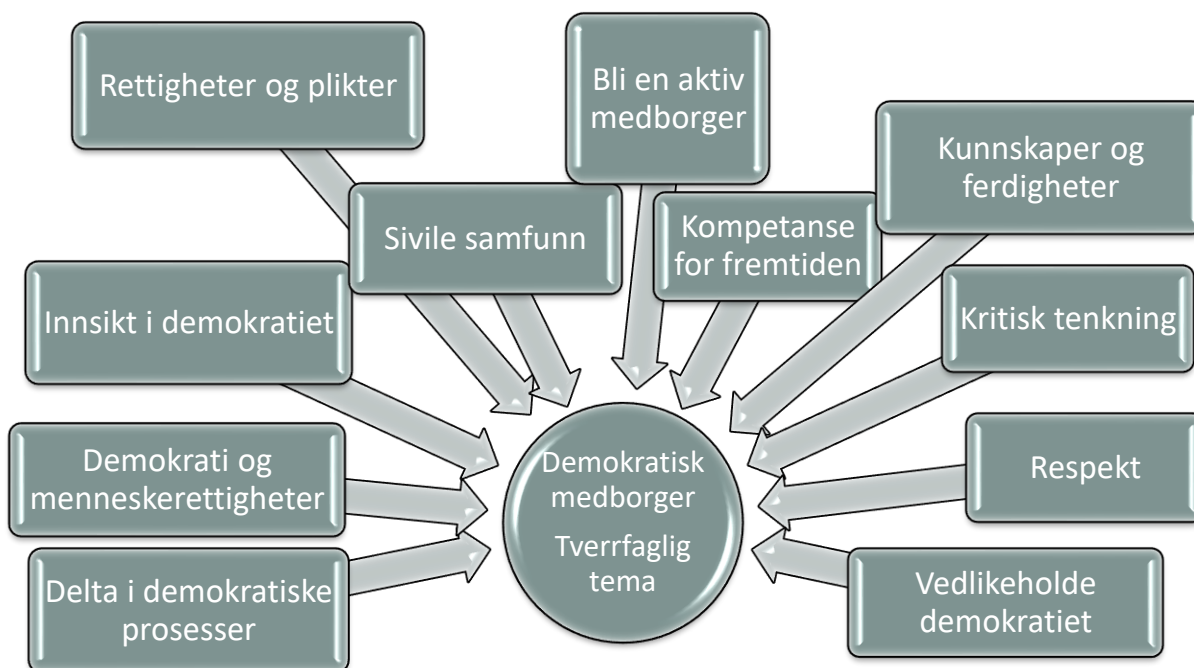 Rettigheter og plikter
Bli en aktiv
medborger
Kunnskaper og
ferdigheter
Sivile samfunn
Kompetanse
for fremtiden
Innsikt i demokratiet
Kritisk tenkning
Demokrati og
menneskerettigheter
Respekt
Delta i demokratiske
prosesser
Vedlikeholde
demokratiet
Demokratisk
medborger
Tverrfaglig
tema